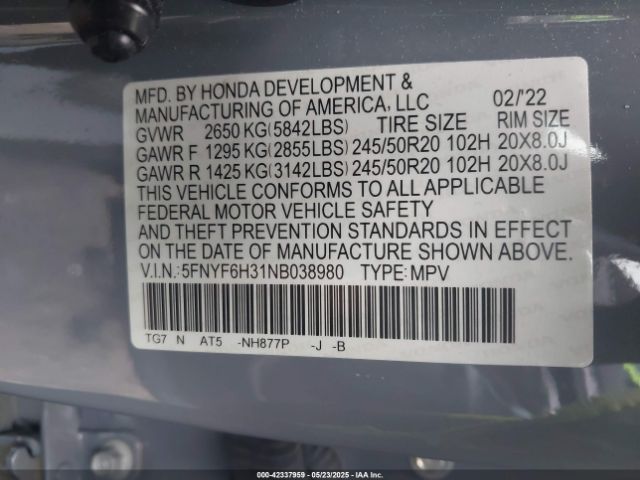 MFD. BY HONDA DEVELOPMENT &
MANUFACTURING OF AMERICA, LLC 02/'22
GVWR 2650 KG(5842LBS) TIRE SIZE RIM SIZE
GAWR F 1295 KG(2855LBS) 245/50R20 102H 20X8.0J
GAWR R 1425 KG(3142LBS) 245/50R20 102H 20X8.0J
THIS VEHICLE CONFORMS TO ALL APPLICABLE
FEDERAL MOTOR VEHICLE SAFETY
AND THEFT PREVENTION STANDARDS IN EFFECT
ON THE DATE OF MANUFACTURE SHOWN ABOVE.
V.I.N.:5FNYF6H31NB038980 TYPE: MPV
TG7 N AT5 -NH877P -J -B
000-42337959 - 05/23/2025 - IAA Inc.